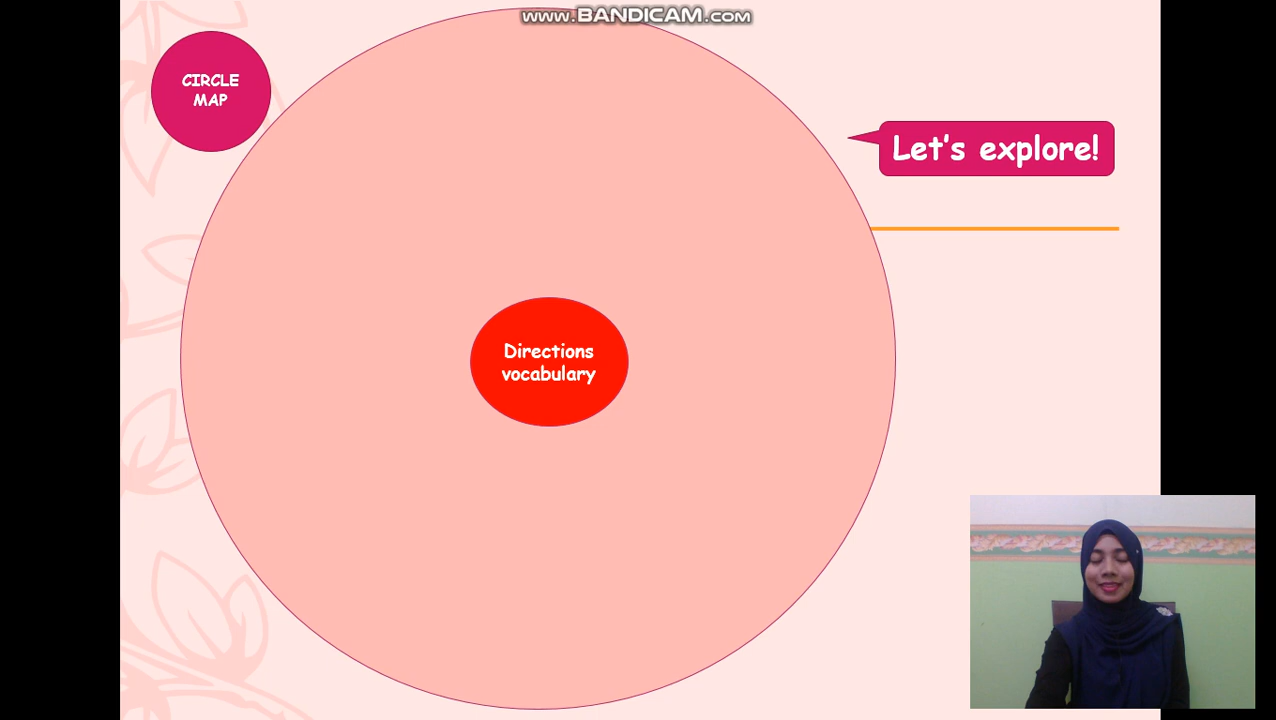 www.BANDICAM.com
CIRCLE
MAP
Let's explore!
Directions
vocabulary